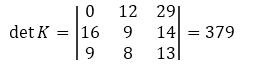 det K = | 0 12 29 |
| 16 9 14 | = 379
| 9 8 13 |